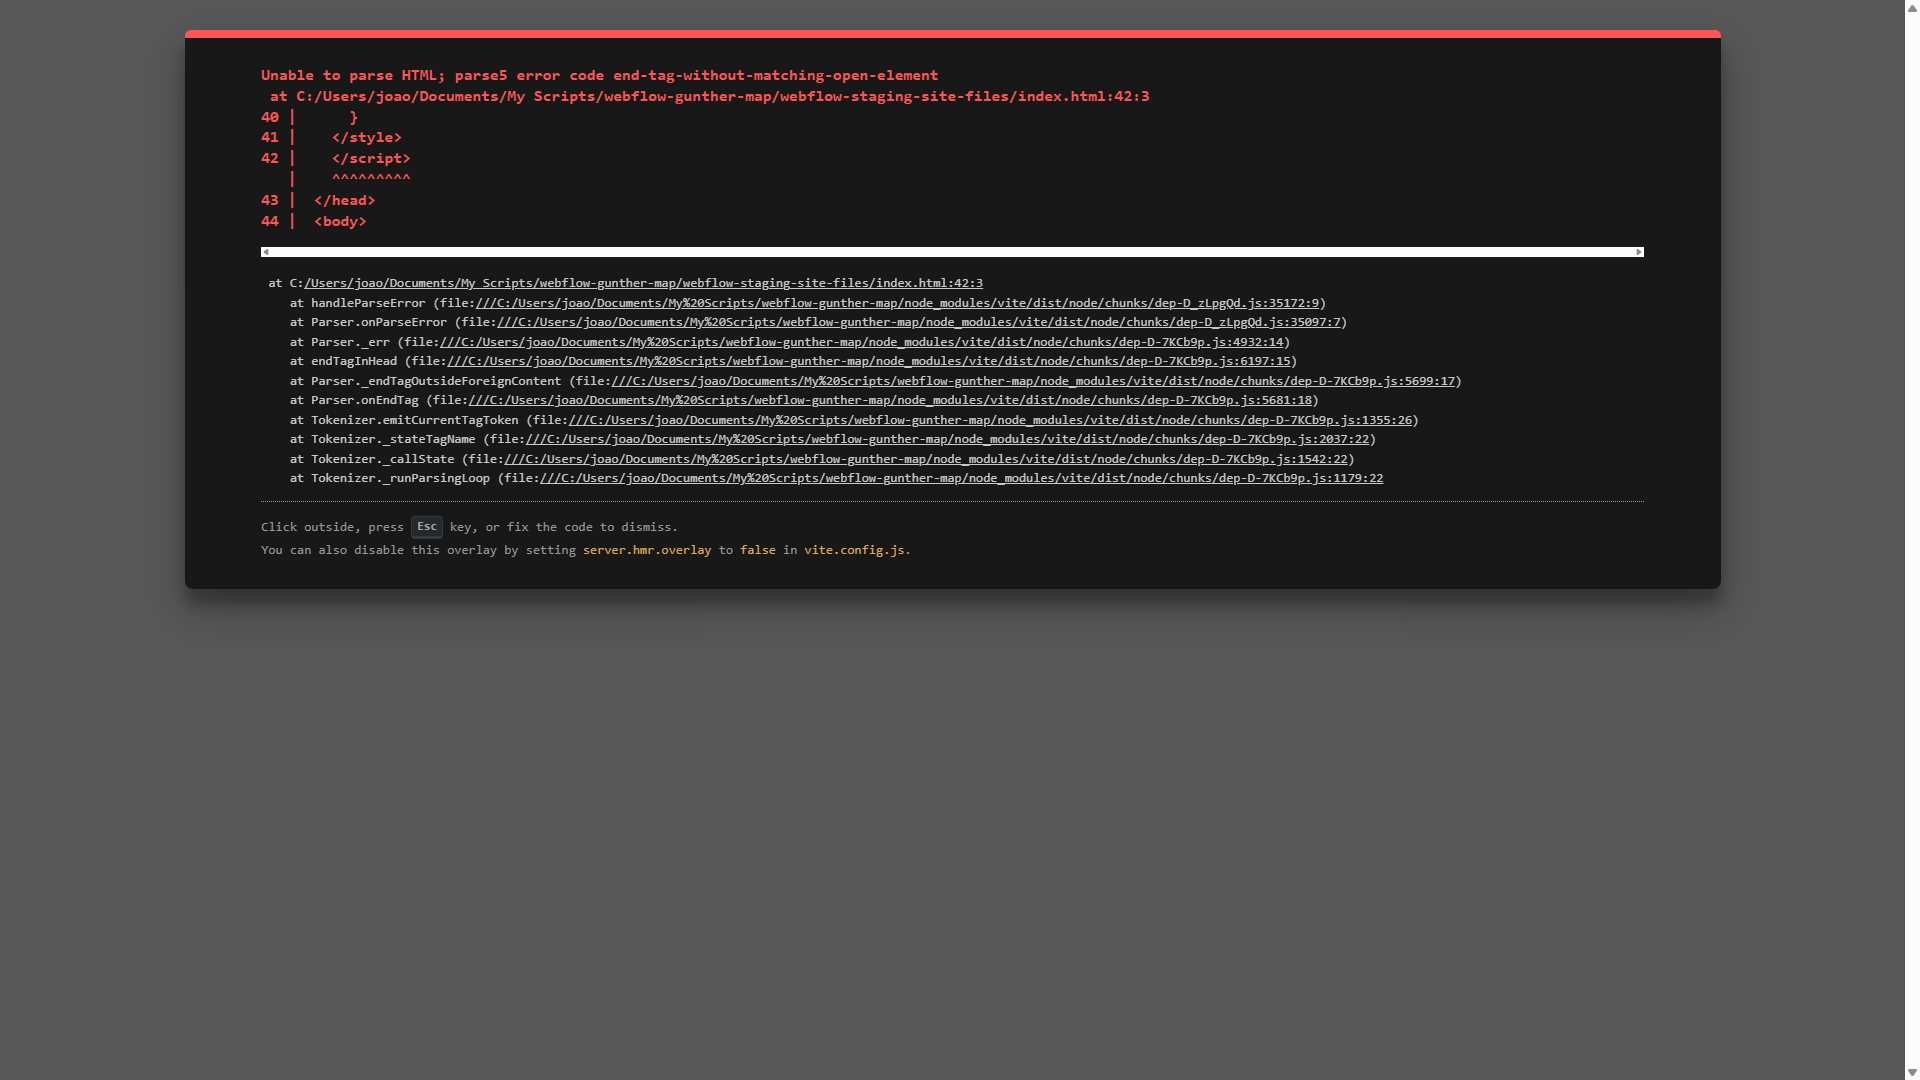 Unable to parse HTML; parse5 error code end-tag-without-matching-open-element
at C:/Users/joao/Documents/My Scripts/webflow-gunther-map/webflow-staging-site-files/index.html:42:3
40 |      }
41 |    </style>
42 |    </script>
   |    ^^^^^^^^^
43 |  </head>
44 |  <body>
at C:/Users/joao/Documents/My Scripts/webflow-gunther-map/webflow-staging-site-files/index.html:42:3
at handleParseError (file:///C:/Users/joao/Documents/My%20Scripts/webflow-gunther-map/node_modules/vite/dist/node/chunks/dep-D_zLpgQd.js:35172:9)
at Parser.onParseError (file:///C:/Users/joao/Documents/My%20Scripts/webflow-gunther-map/node_modules/vite/dist/node/chunks/dep-D_zLpgQd.js:35097:7)
at Parser._err (file:///C:/Users/joao/Documents/My%20Scripts/webflow-gunther-map/node_modules/vite/dist/node/chunks/dep-D-7KCb9p.js:4932:14)
at endTagInHead (file:///C:/Users/joao/Documents/My%20Scripts/webflow-gunther-map/node_modules/vite/dist/node/chunks/dep-D-7KCb9p.js:6197:15)
at Parser._endTagOutsideForeignContent (file:///C:/Users/joao/Documents/My%20Scripts/webflow-gunther-map/node_modules/vite/dist/node/chunks/dep-D-7KCb9p.js:5699:17)
at Parser.onEndTag (file:///C:/Users/joao/Documents/My%20Scripts/webflow-gunther-map/node_modules/vite/dist/node/chunks/dep-D-7KCb9p.js:5681:18)
at Tokenizer.emitCurrentTagToken (file:///C:/Users/joao/Documents/My%20Scripts/webflow-gunther-map/node_modules/vite/dist/node/chunks/dep-D-7KCb9p.js:1355:26)
at Tokenizer._stateTagName (file:///C:/Users/joao/Documents/My%20Scripts/webflow-gunther-map/node_modules/vite/dist/node/chunks/dep-D-7KCb9p.js:2037:22)
at Tokenizer._callState (file:///C:/Users/joao/Documents/My%20Scripts/webflow-gunther-map/node_modules/vite/dist/node/chunks/dep-D-7KCb9p.js:1542:22)
at Tokenizer._runParsingLoop (file:///C:/Users/joao/Documents/My%20Scripts/webflow-gunther-map/node_modules/vite/dist/node/chunks/dep-D-7KCb9p.js:1179:22
Click outside, press Esc key, or fix the code to dismiss.
You can also disable this overlay by setting server.hmr.overlay to false in vite.config.js.